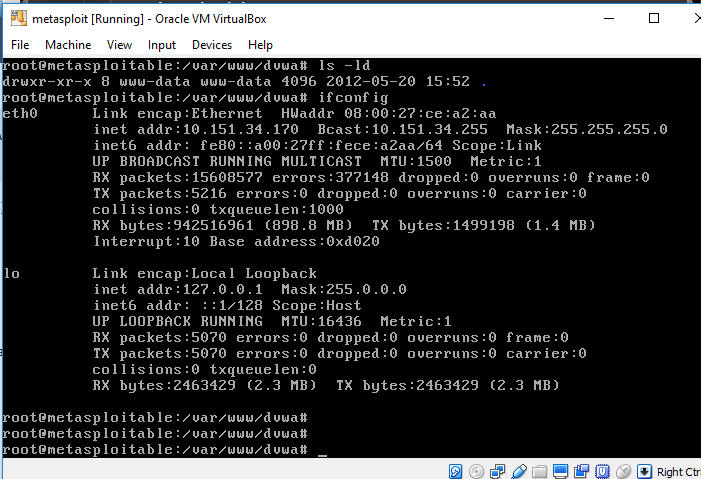 metasploit [Running] - Oracle VM VirtualBox
File Machine View Input Devices Help
root@metasploitable:/var/www/dvwa# ls -ld
drwxr-xr-x 8 www-data www-data 4096 2012-05-20 15:52 .
root@metasploitable:/var/www/dvwa# ifconfig
eth0 Link encap:Ethernet HWaddr 08:00:27:ce:a2:aa
inet addr:10.151.34.170 Bcast:10.151.34.255 Mask:255.255.255.0
inet6 addr: fe80::a00:27ff:fece:a2aa/64 Scope:Link
UP BROADCAST RUNNING MULTICAST MTU:1500 Metric:1
RX packets:15608577 errors:377148 dropped:0 overruns:0 frame:0
TX packets:5216 errors:0 dropped:0 overruns:0 carrier:0
collisions:0 txqueuelen:1000
RX bytes:942516961 (898.8 MB) TX bytes:1499198 (1.4 MB)
Interrupt:10 Base address:0xd020
lo Link encap:Local Loopback
inet addr:127.0.0.1 Mask:255.0.0.0
inet6 addr: ::1/128 Scope:Host
UP LOOPBACK RUNNING MTU:16436 Metric:1
RX packets:5070 errors:0 dropped:0 overruns:0 frame:0
TX packets:5070 errors:0 dropped:0 overruns:0 carrier:0
collisions:0 txqueuelen:0
RX bytes:2463429 (2.3 MB) TX bytes:2463429 (2.3 MB)
root@metasploitable:/var/www/dvwa#
root@metasploitable:/var/www/dvwa#
root@metasploitable:/var/www/dvwa# _
Right Ctrl